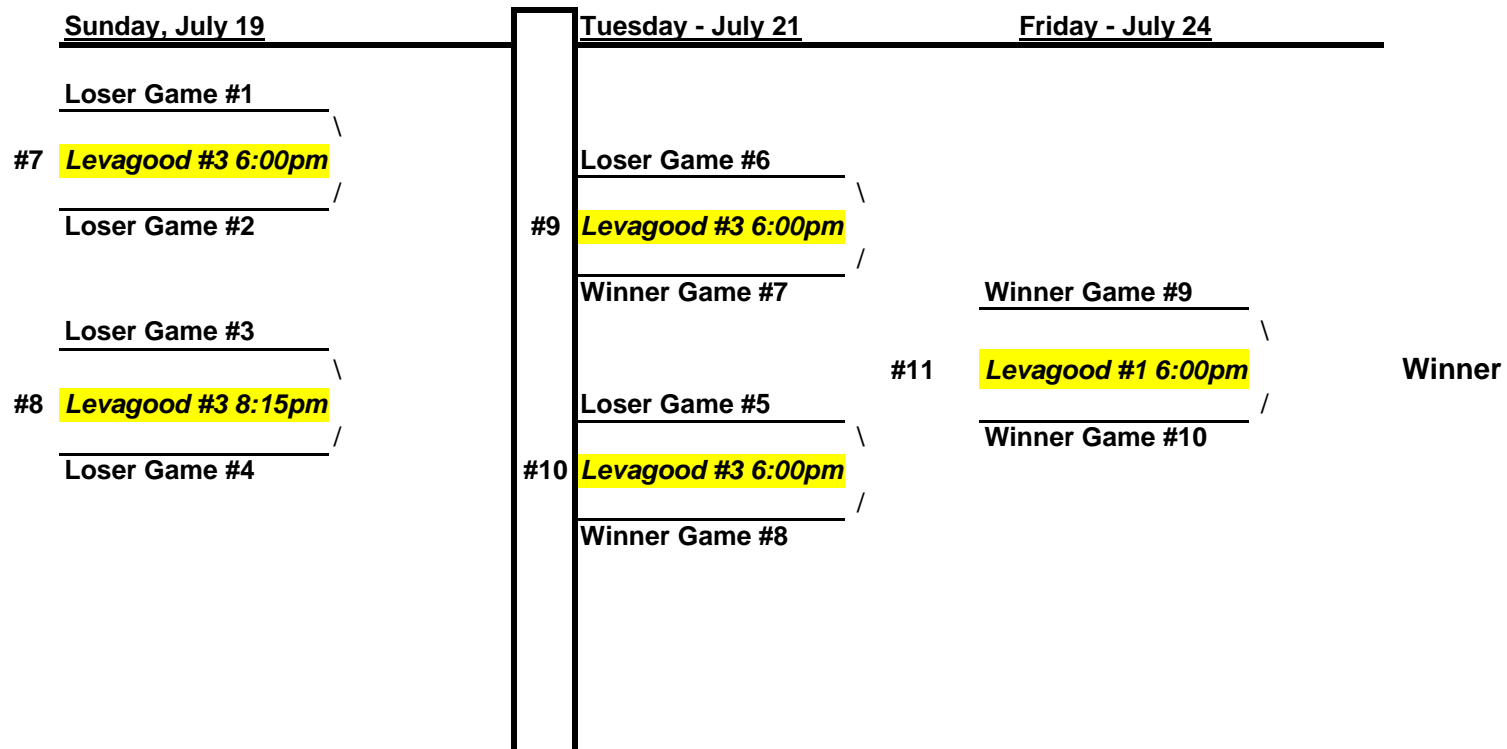 Sunday, July 19 Tuesday - July 21 Friday - July 24
Loser Game #1
\
#7 Levagood #3 6:00pm Loser Game #6
/ \
Loser Game #2 #9 Levagood #3 6:00pm
/
Winner Game #7 Winner Game #9
Loser Game #3 \
\ #11 Levagood #1 6:00pm Winner
#8 Levagood #3 8:15pm Loser Game #5 /
/ \ Winner Game #10
Loser Game #4 #10 Levagood #3 6:00pm
/
Winner Game #8